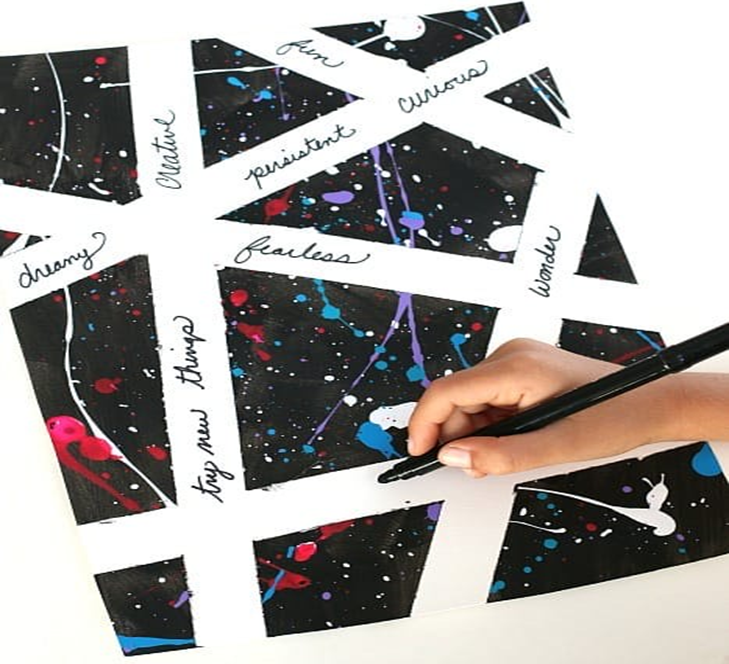 fun
curious
Creative
persistent
fearless
dreamy
Wonder
try new things